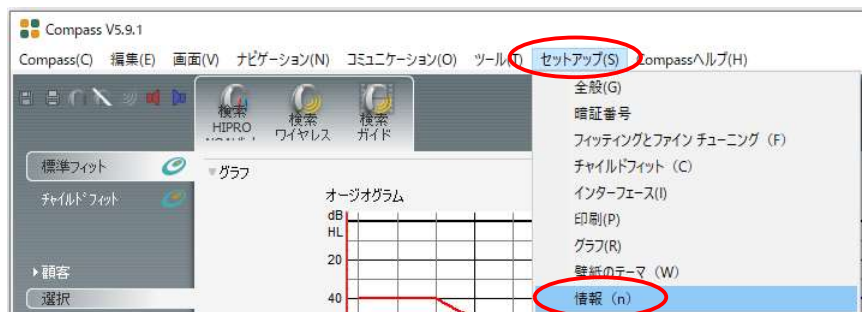 Compass V5.9.1
Compass(C) 編集(E) 画面(V) ナビゲーション(N) コミュニケーション(O) ツール(T) セットアップ(S) Compassヘルプ(H)
検索
HIPRO
検索
ワイヤレス
検索
ガイド
全般(G)
暗証番号
フィッティングとファイン チューニング (F)
チャイルドフィット (C)
インターフェース(I)
印刷(P)
グラフ(R)
壁紙のテーマ (W)
情報 (n)
標準フィット
チャイルドフィット
▸顧客
選択
グラフ
オージオグラム
dB
HL
20
40